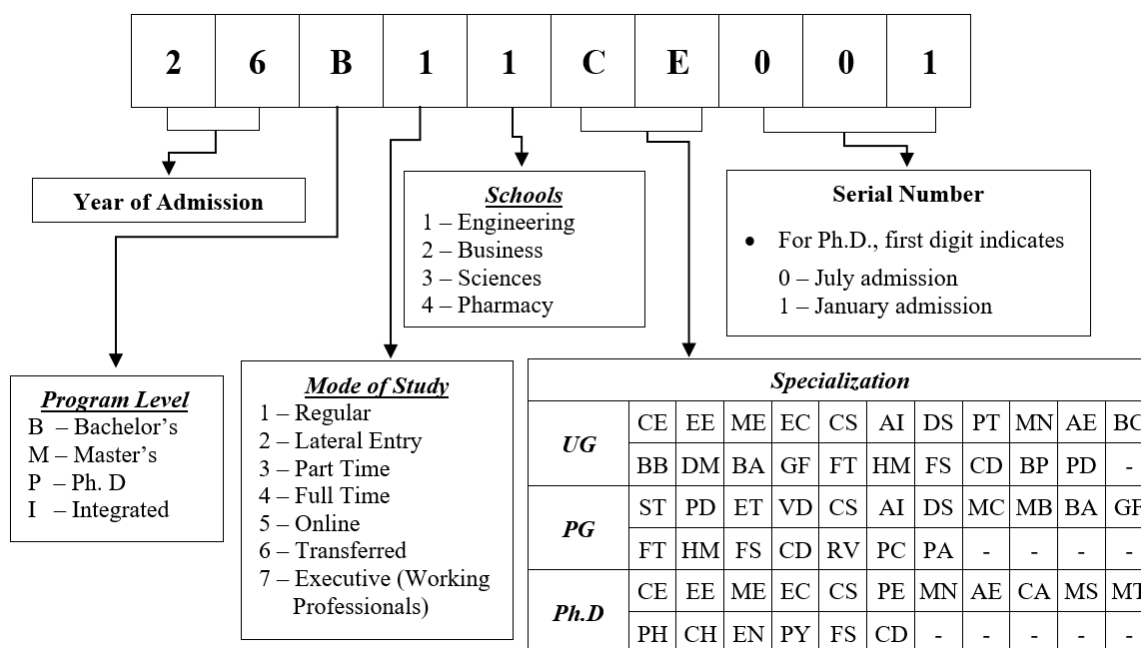 2 6 B 1 1 C E 0 0 1
Year of Admission
Schools
1 – Engineering
2 – Business
3 – Sciences
4 – Pharmacy
Serial Number
• For Ph.D., first digit indicates
0 – July admission
1 – January admission
Program Level
B – Bachelor's
M – Master's
P – Ph. D
I – Integrated
Mode of Study
1 – Regular
2 – Lateral Entry
3 – Part Time
4 – Full Time
5 – Online
6 – Transferred
7 – Executive (Working
Professionals)
Specialization
UG
CE EE ME EC CS AI DS PT MN AE BC
BB DM BA GF FT HM FS CD BP PD -
PG
ST PD ET VD CS AI DS MC MB BA GF
FT HM FS CD RV PC PA - - - -
Ph.D
CE EE ME EC CS PE MN AE CA MS MT
PH CH EN PY FS CD - - - - -